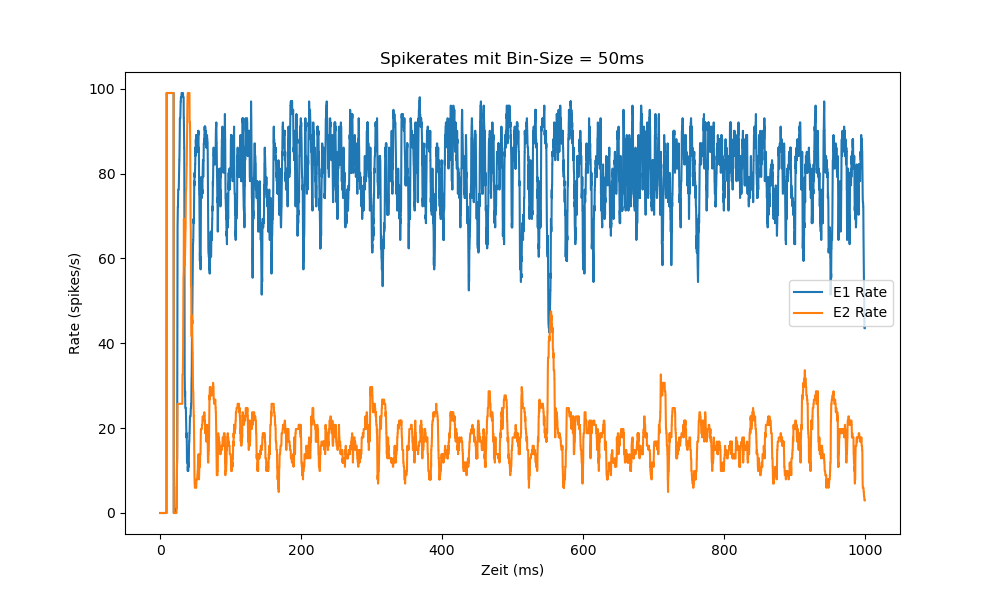 Spikerates mit Bin-Size = 50ms
Rate (spikes/s)
100
80
60
40
20
0
E1 Rate
E2 Rate
0
200
400
600
800
1000
Zeit (ms)